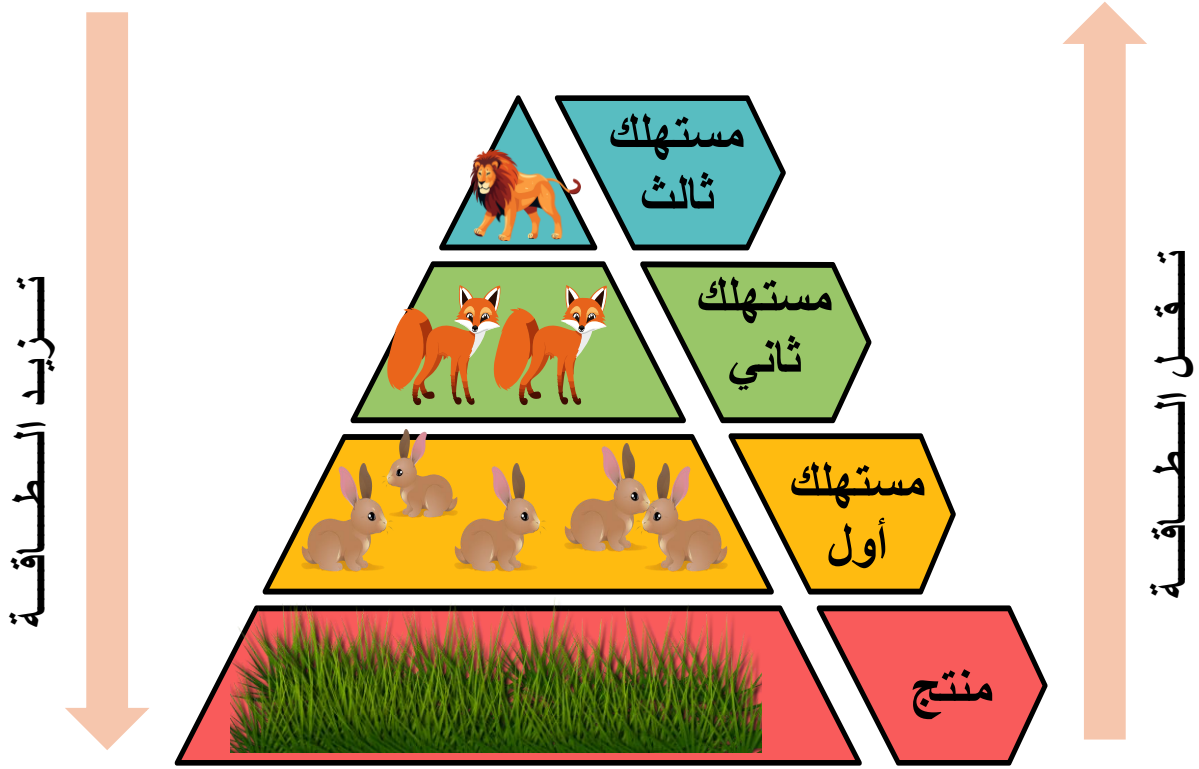 مستهلك
ثالث
مستهلك
ثاني
مستهلك
أول
منتج
تقل الطاقة
تزيد الطاقة